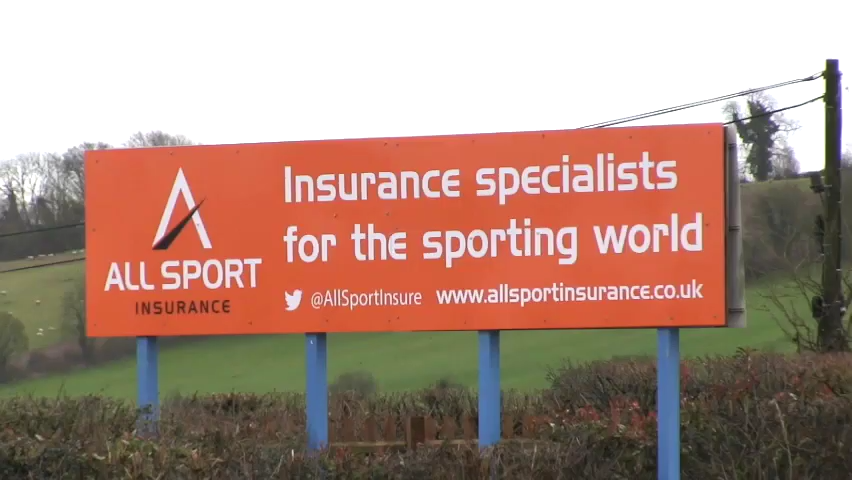 ALL SPORT
INSURANCE
Insurance specialists
for the sporting world
@AllSportInsure www.allsportinsurance.co.uk